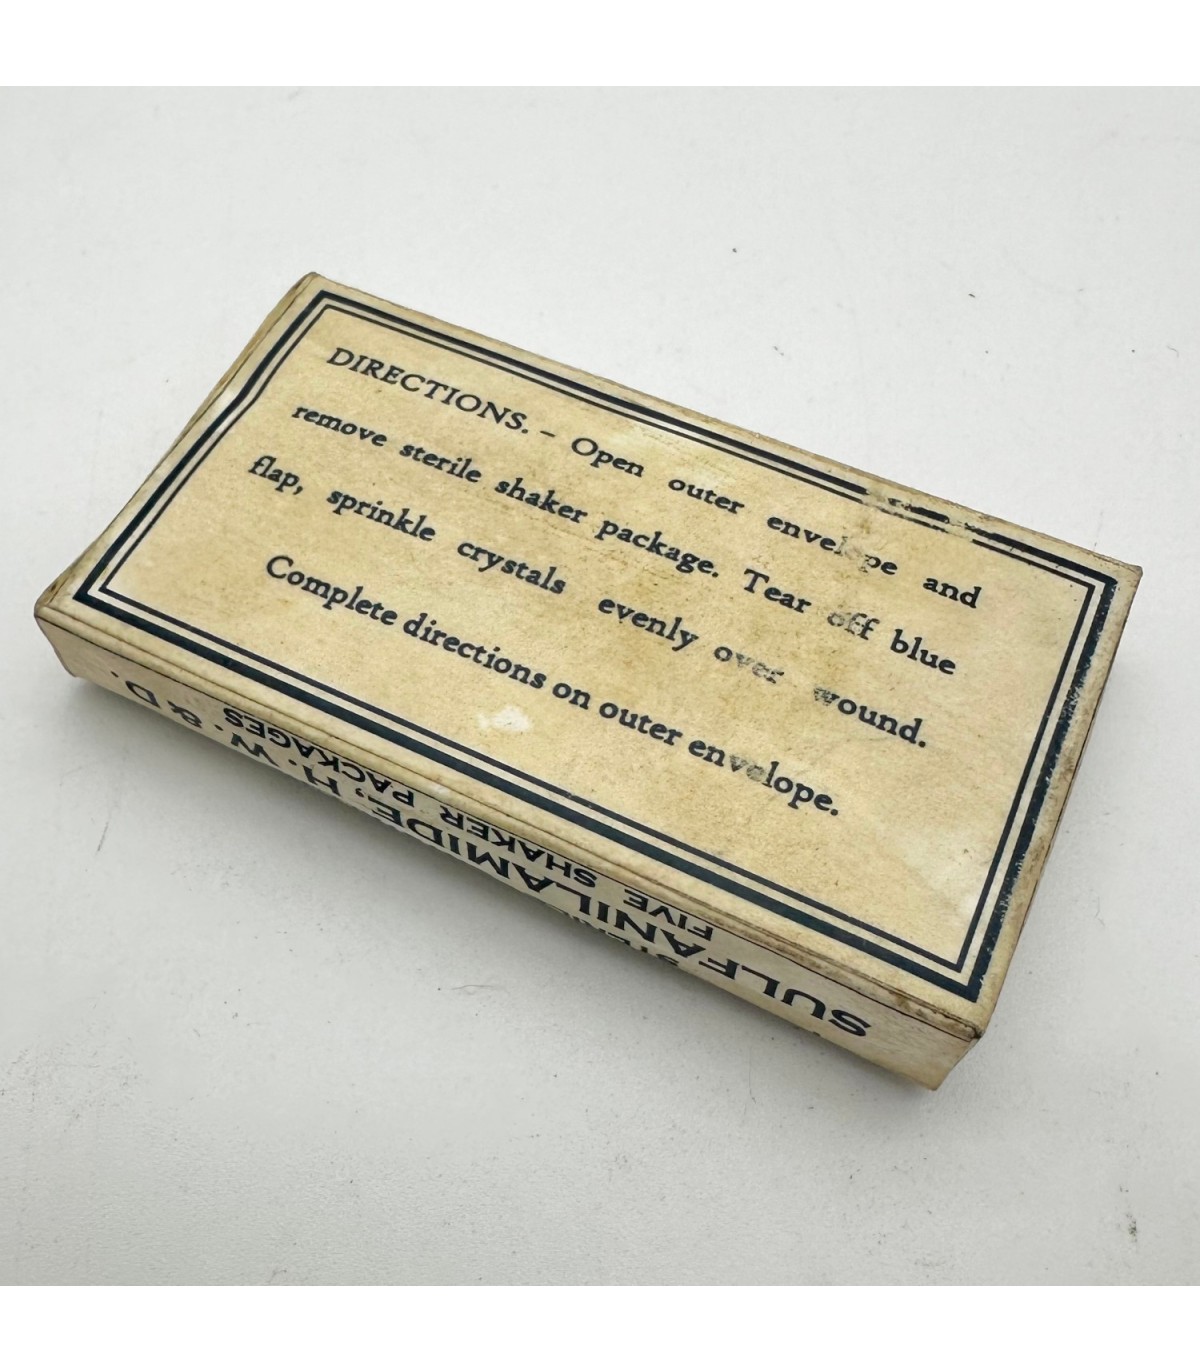 DIRECTIONS. – Open outer envelope and
remove sterile shaker package. Tear off blue
flap, sprinkle crystals evenly over wound.
Complete directions on outer envelope.
SULFANILAMIDE, H. W. & D.
FIVE SHAKER PACKAGES